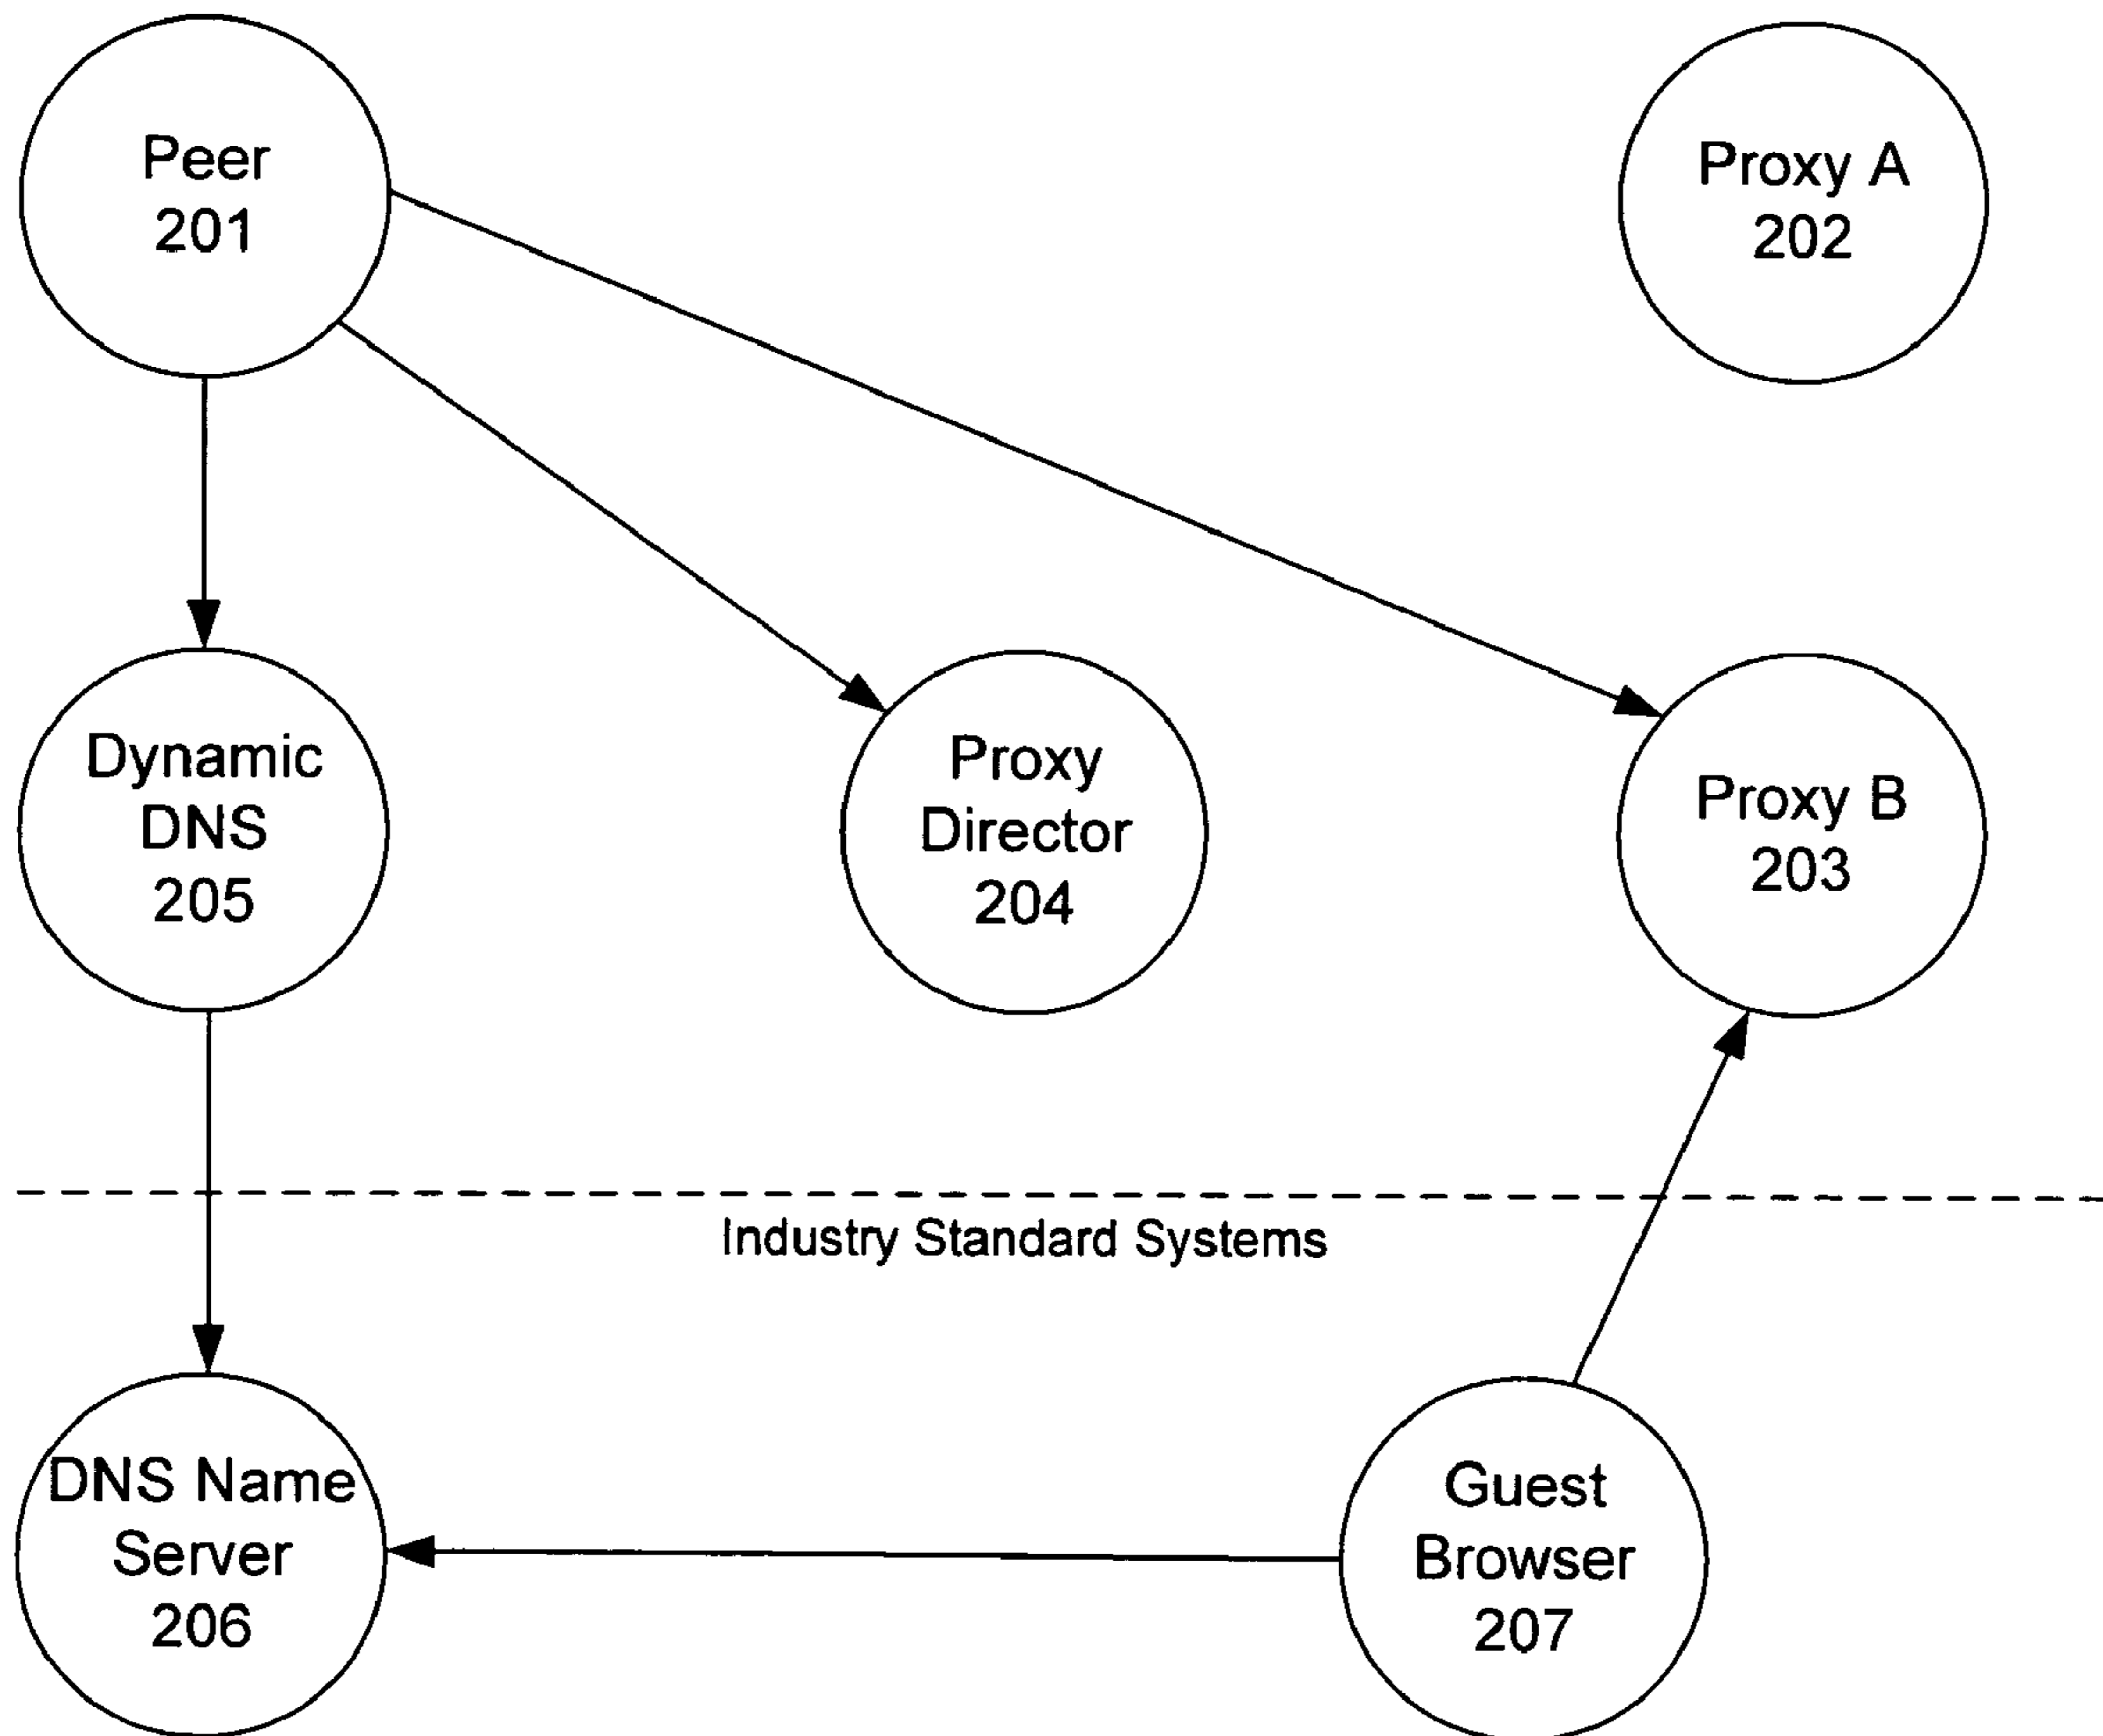 Peer
201
Proxy A
202
Dynamic
DNS
205
Proxy
Director
204
Proxy B
203
Industry Standard Systems
DNS Name
Server
206
Guest
Browser
207